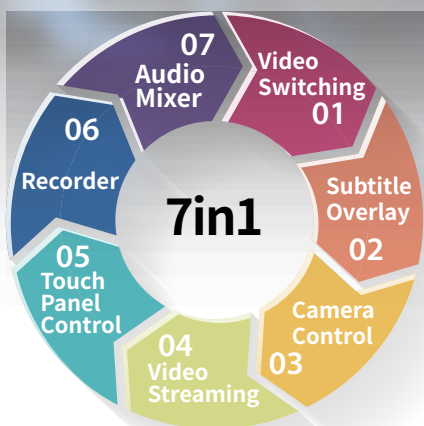 7in1
Video
Switching
01
Subtitle
Overlay
02
Camera
Control
03
04
Video
Streaming
05
Touch
Panel
Control
06
Recorder
07
Audio
Mixer